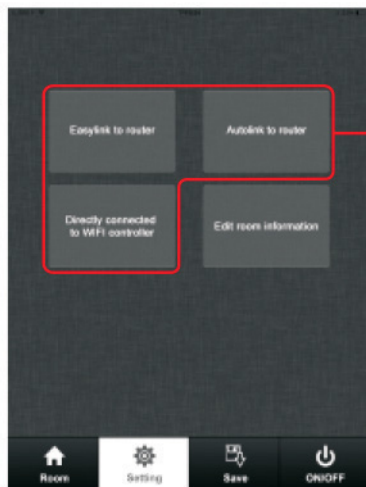 Easylink to router
Autolink to router
Directly connected
to WIFI controller
Edit room information
Room
Setting
Save
ON/OFF